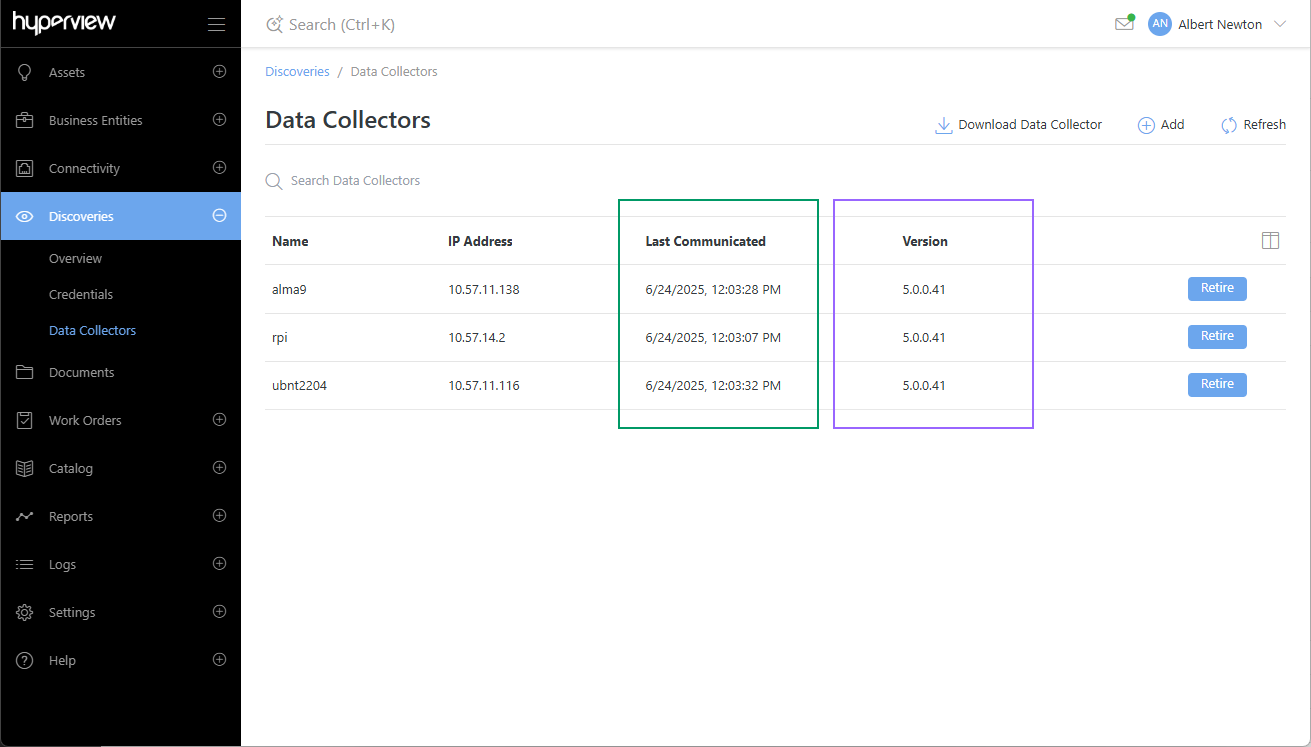 hyperview
Search (Ctrl+K)
AN Albert Newton
Assets
Business Entities
Connectivity
Discoveries
Overview
Credentials
Data Collectors
Documents
Work Orders
Catalog
Reports
Logs
Settings
? Help
Discoveries / Data Collectors
Data Collectors
Download Data Collector Add Refresh
Search Data Collectors
Name IP Address Last Communicated Version
alma9 10.57.11.138 6/24/2025, 12:03:28 PM 5.0.0.41 Retire
rpi 10.57.14.2 6/24/2025, 12:03:07 PM 5.0.0.41 Retire
ubnt2204 10.57.11.116 6/24/2025, 12:03:32 PM 5.0.0.41 Retire